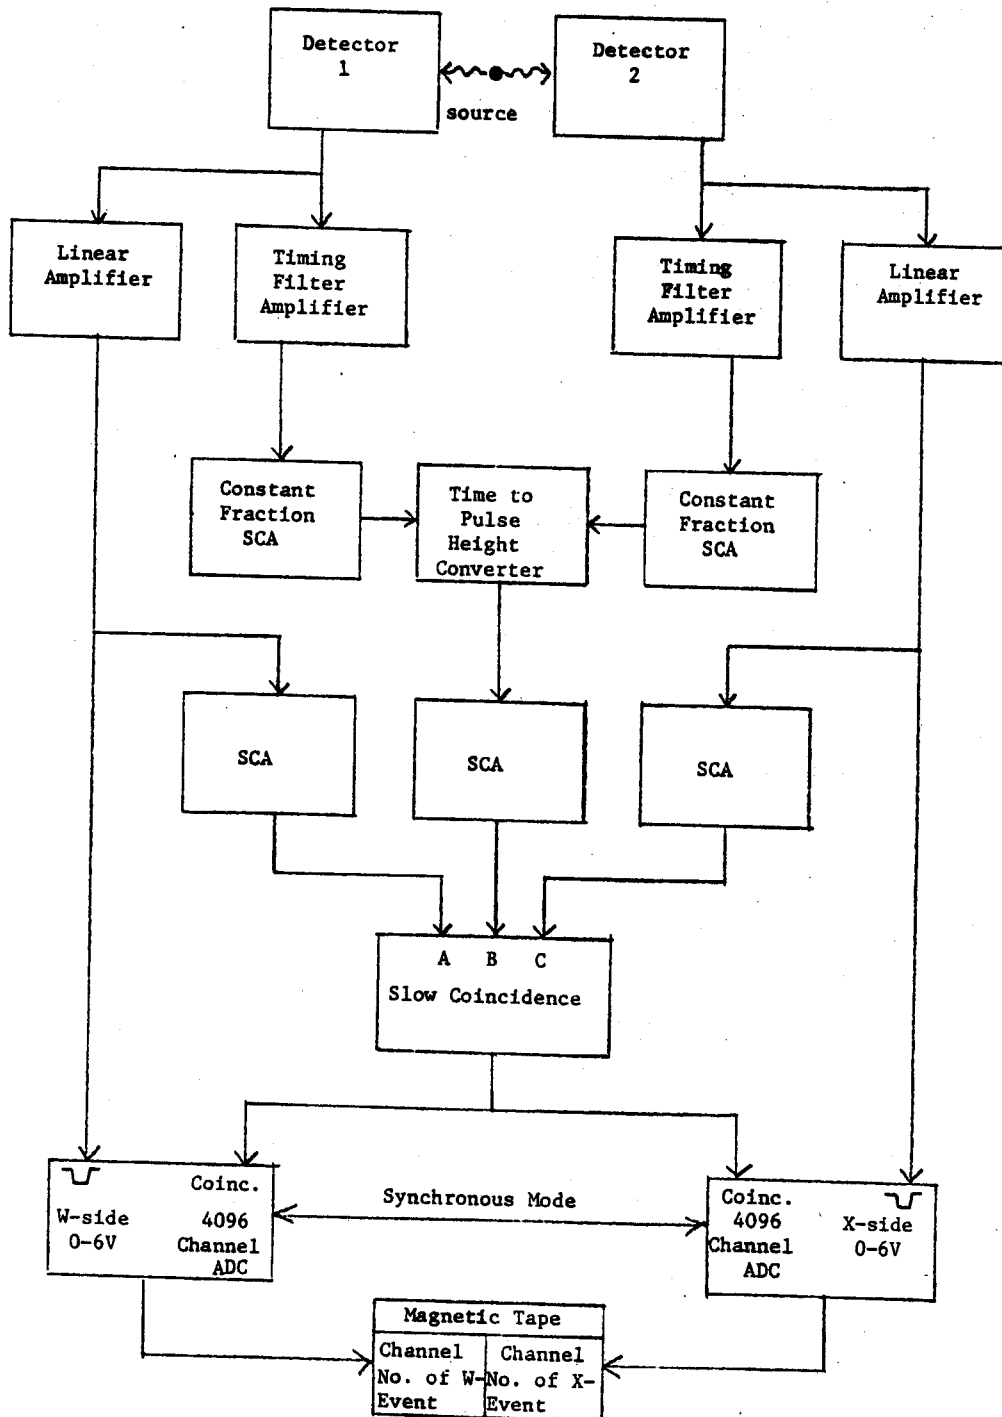 Detector
1
Detector
2
source
Linear
Amplifier
Timing
Filter
Amplifier
Timing
Filter
Amplifier
Linear
Amplifier
Constant
Fraction
SCA
Time to
Pulse
Height
Converter
Constant
Fraction
SCA
SCA
SCA
SCA
A B C
Slow Coincidence
Coinc.
W-side
0-6V
4096
Channel
ADC
Synchronous Mode
Coinc.
4096
Channel
ADC
X-side
0-6V
Magnetic Tape
Channel
No. of W-
Event
Channel
No. of X-
Event